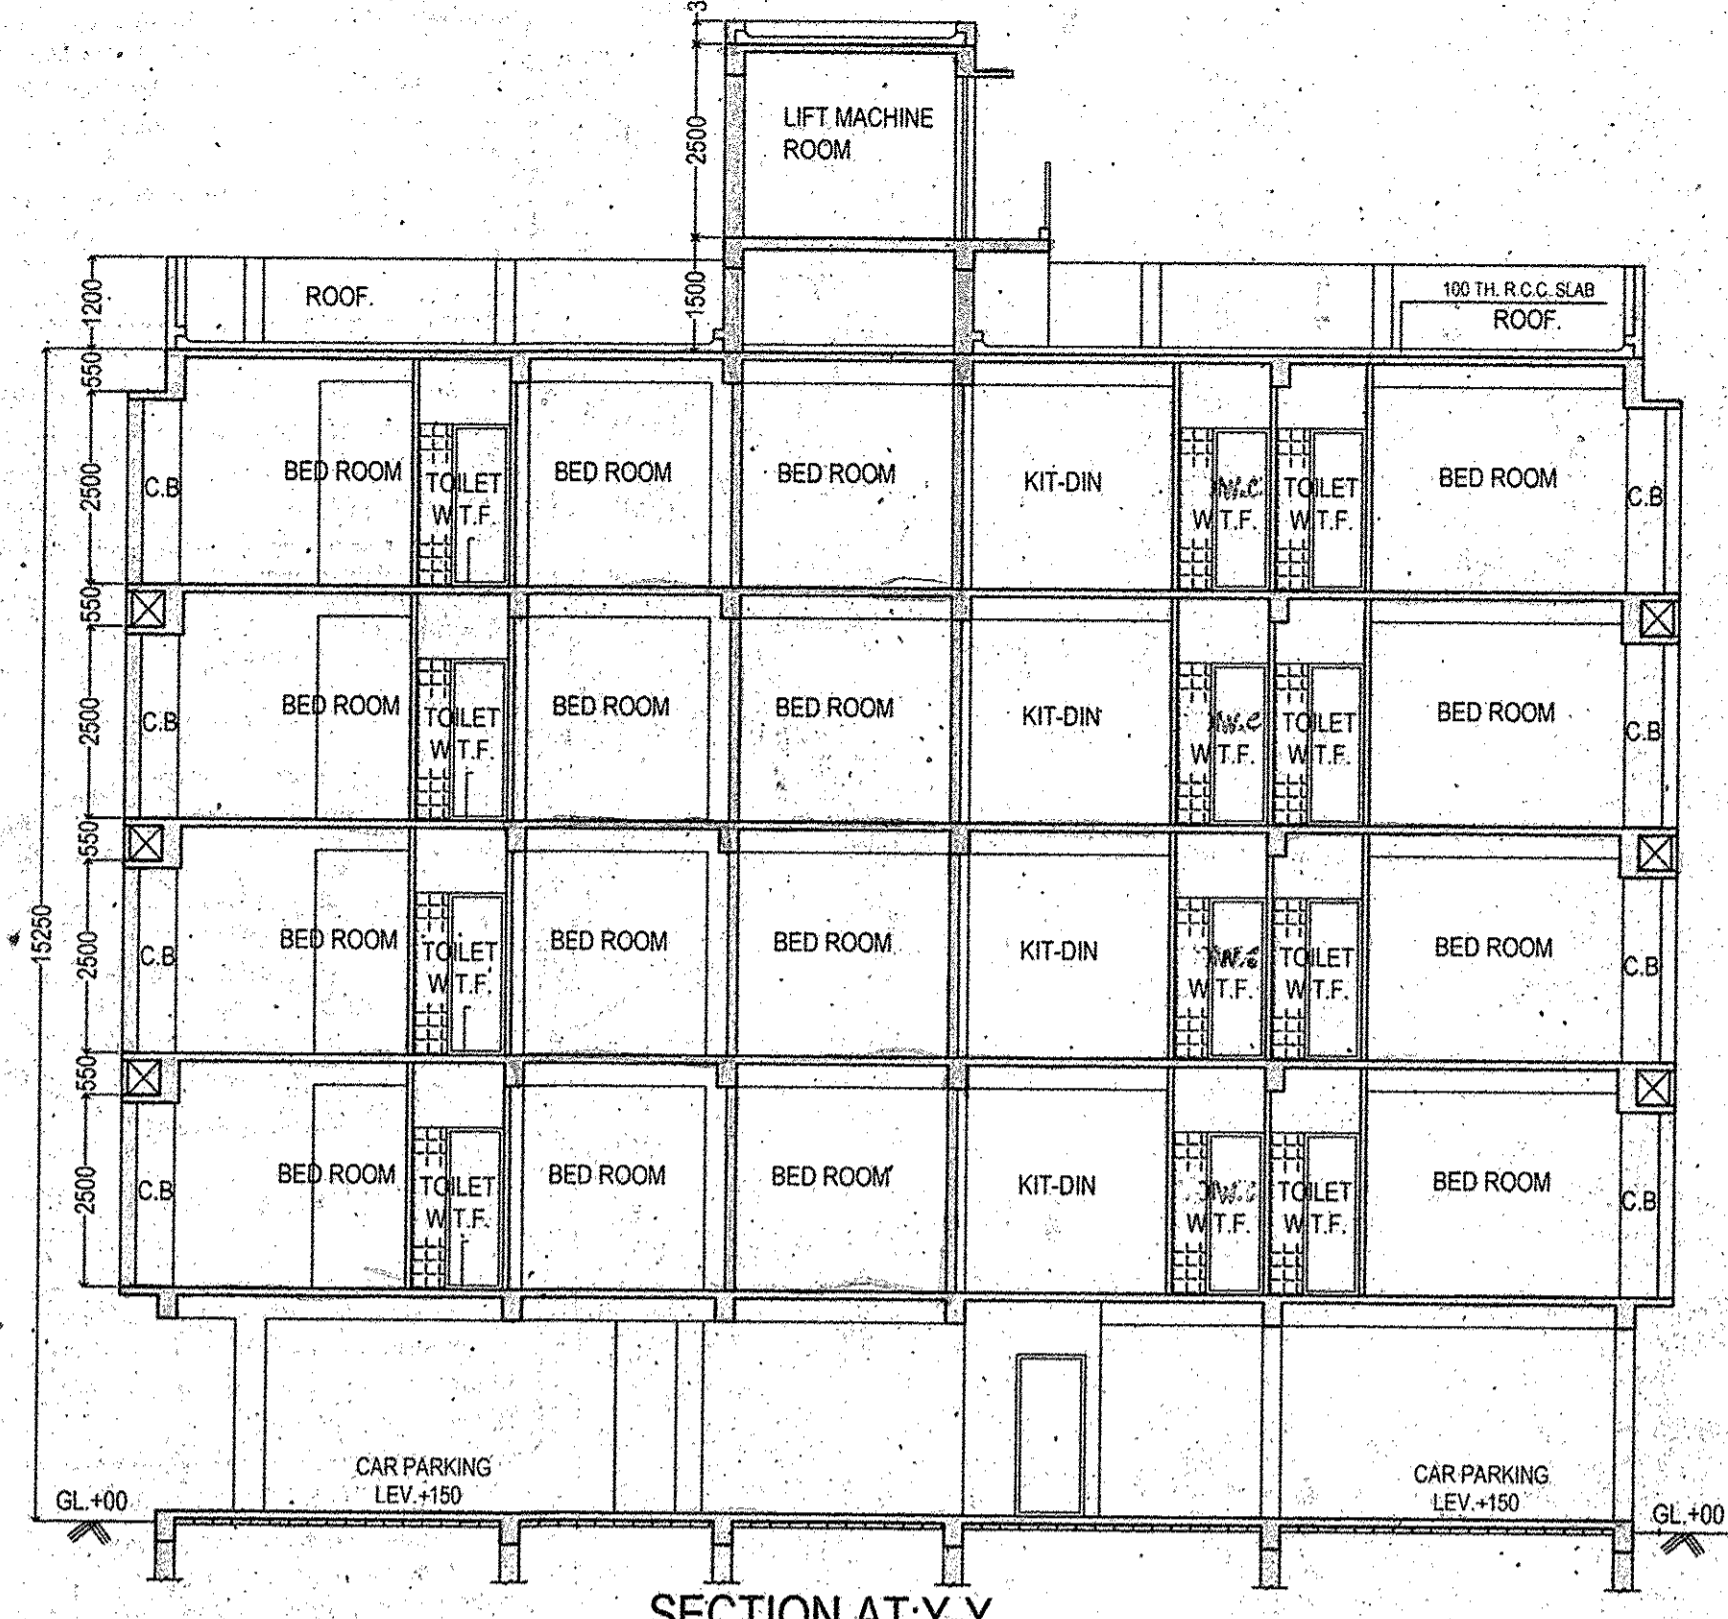 3
2500
LIFT MACHINE
ROOM
1500
1200
ROOF.
100 TH. R.C.C. SLAB
ROOF.
550
2500
C.B
BED ROOM
TOILET
W.T.F.
BED ROOM
BED ROOM
KIT-DIN
W.C
W.T.F.
TOILET
W.T.F.
BED ROOM
C.B
550
2500
C.B
BED ROOM
TOILET
W.T.F.
BED ROOM
BED ROOM
KIT-DIN
W.C
W.T.F.
TOILET
W.T.F.
BED ROOM
C.B
550
15250
2500
C.B
BED ROOM
TOILET
W.T.F.
BED ROOM
BED ROOM
KIT-DIN
W.C
W.T.F.
TOILET
W.T.F.
BED ROOM
C.B
550
2500
C.B
BED ROOM
TOILET
W.T.F.
BED ROOM
BED ROOM
KIT-DIN
W.C
W.T.F.
TOILET
W.T.F.
BED ROOM
C.B
CAR PARKING
LEV.+150
CAR PARKING
LEV.+150
GL.+00
GL.+00
SECTION AT:Y-Y